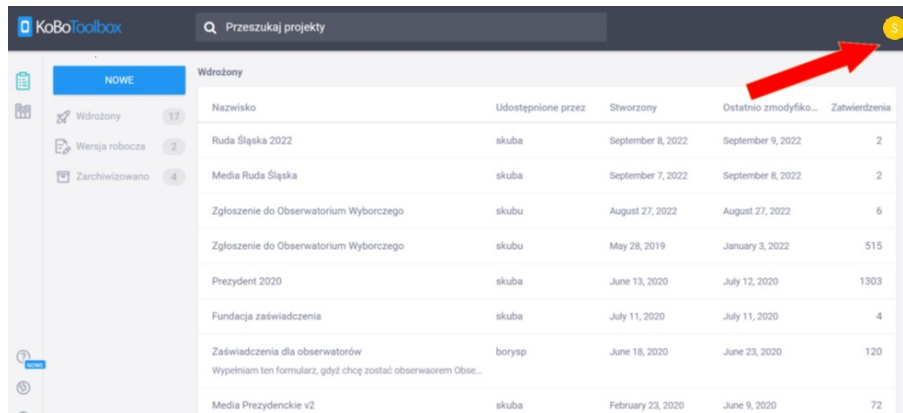 KoBoToolbox
Przeszukaj projekty
S
NOWE
Wdrożony 17
Wersja robocza 2
Zarchiwizowano 4
NOWE
Wdrożony
Nazwisko Udostępnione przez Stworzony Ostatnio zmodyfiko... Zatwierdzenia
Ruda Śląska 2022 skuba September 8, 2022 September 9, 2022 2
Media Ruda Śląska skuba September 7, 2022 September 8, 2022 2
Zgłoszenie do Obserwatorium Wyborczego skubu August 27, 2022 August 27, 2022 6
Zgłoszenie do Obserwatorium Wyborczego skubu May 28, 2019 January 3, 2022 515
Prezydent 2020 skuba June 13, 2020 July 12, 2020 1303
Fundacja zaświadczenia skuba July 11, 2020 July 11, 2020 4
Zaświadczenia dla obserwatorów borysp June 18, 2020 June 23, 2020 120
Wypełniam ten formularz, gdyż chcę zostać obserwaorem Obse...
Media Prezydenckie v2 skuba February 23, 2020 June 9, 2020 72